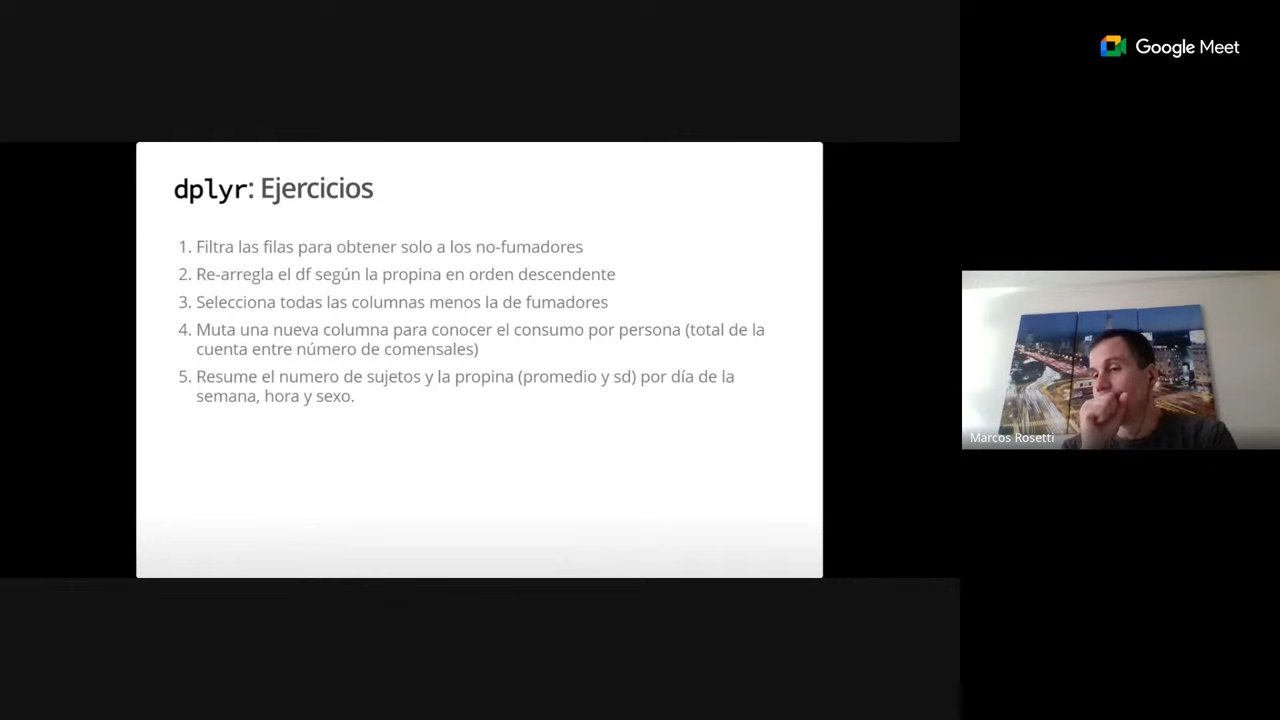 Google Meet
dplyr: Ejercicios
1. Filtra las filas para obtener solo a los no-fumadores
2. Re-arregla el df según la propina en orden descendente
3. Selecciona todas las columnas menos la de fumadores
4. Muta una nueva columna para conocer el consumo por persona (total de la
cuenta entre número de comensales)
5. Resume el numero de sujetos y la propina (promedio y sd) por día de la
semana, hora y sexo.
Marcos Rosetti